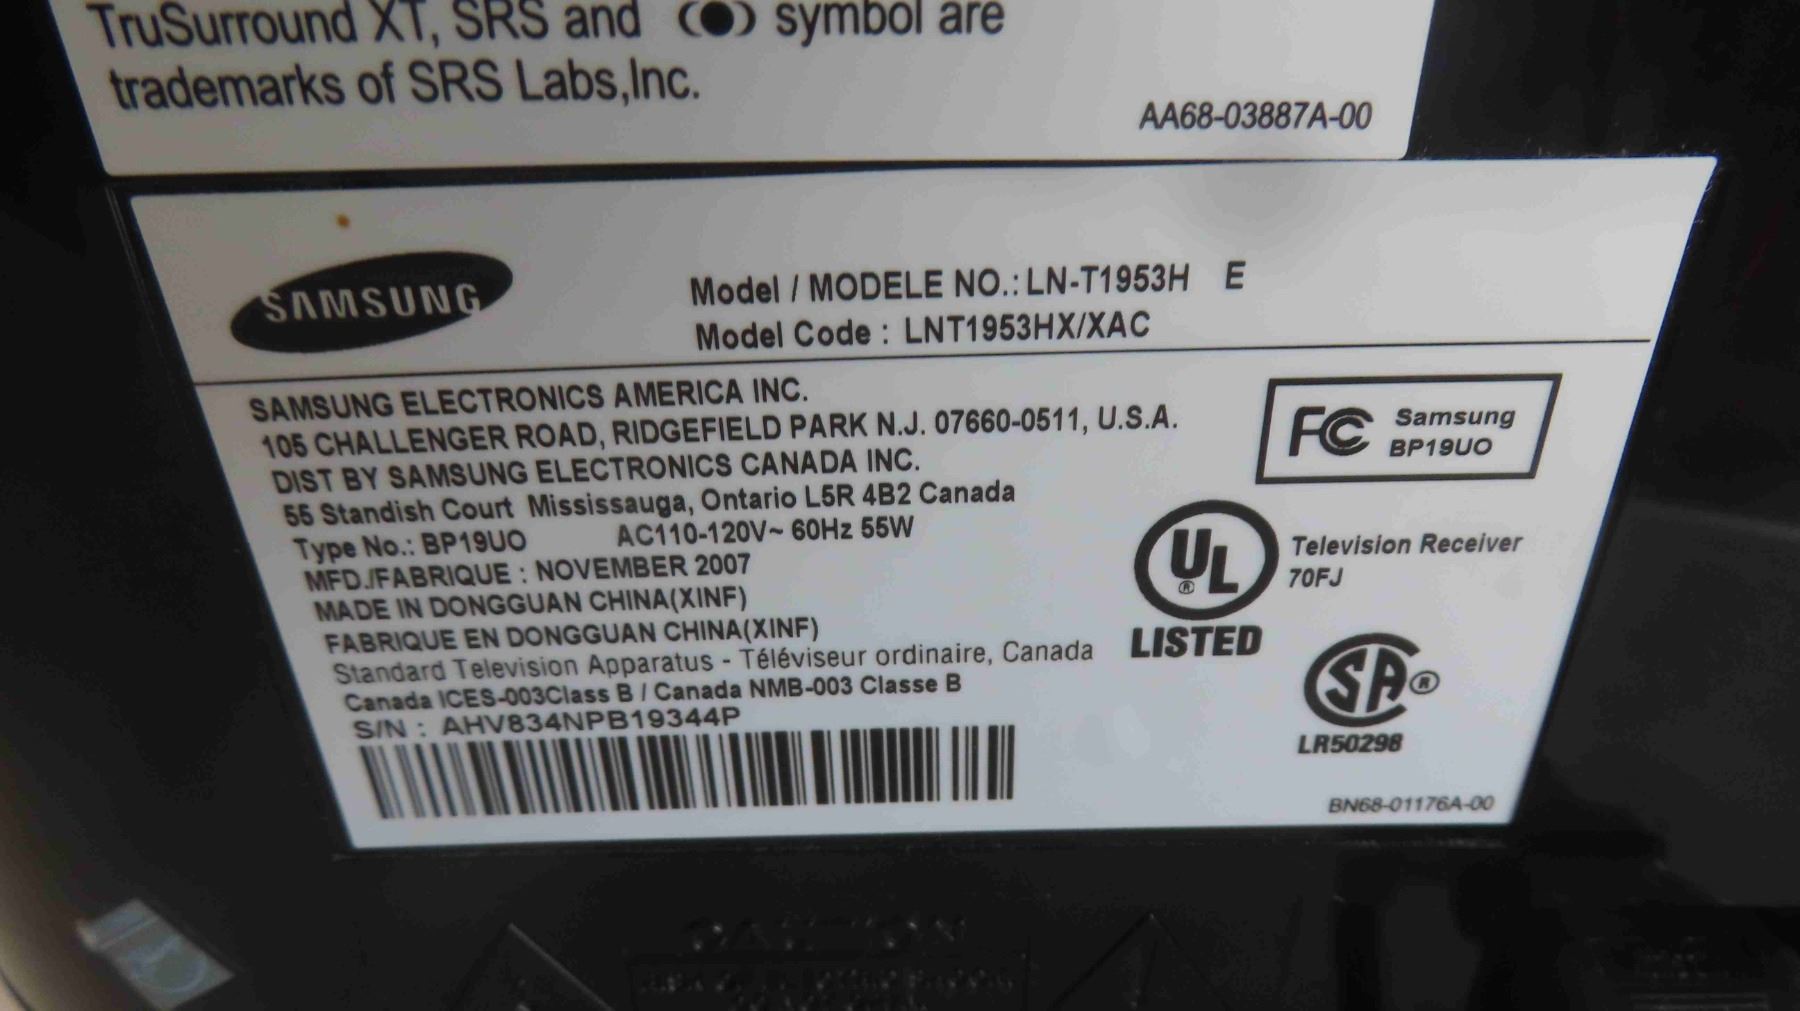 TruSurround XT, SRS and (●) symbol are
trademarks of SRS Labs,Inc.
AA68-03887A-00
SAMSUNG
Model / MODELE NO.: LN-T1953H E
Model Code : LNT1953HX/XAC
SAMSUNG ELECTRONICS AMERICA INC.
105 CHALLENGER ROAD, RIDGEFIELD PARK N.J. 07660-0511, U.S.A.
DIST BY SAMSUNG ELECTRONICS CANADA INC.
55 Standish Court Mississauga, Ontario L5R 4B2 Canada
Type No.: BP19UO AC110-120V~ 60Hz 55W
MFD./FABRIQUE : NOVEMBER 2007
MADE IN DONGGUAN CHINA(XINF)
FABRIQUE EN DONGGUAN CHINA(XINF)
Standard Television Apparatus - Téléviseur ordinaire, Canada
Canada ICES-003Class B / Canada NMB-003 Classe B
S/N : AHV834NPB19344P
FC Samsung
BP19UO
UL ®
LISTED
Television Receiver
70FJ
SA ®
LR50298
BN68-01176A-00
CAUTION